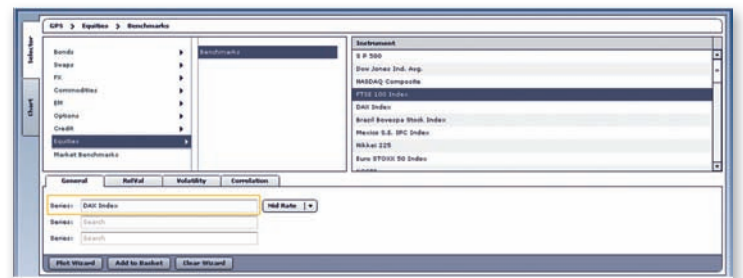 GPS > Equities > Benchmarks
Selector
Chart
Bonds
Swaps
FX
Commodities
EM
Options
Credit
Equities
Market Benchmarks
Benchmarks
Instrument
S & P 500
Dow Jones Ind. Avg.
NASDAQ Composite
FTSE 100 Index
DAX Index
Brazil Bovespa Stock Index
Mexico S.E. IPC Index
Nikkei 225
Euro STOXX 50 Index
General RelVal Volatility Correlation
Series: DAX Index Mid Rate
Series: Search
Series: Search
Plot Wizard Add to Basket Clear Wizard